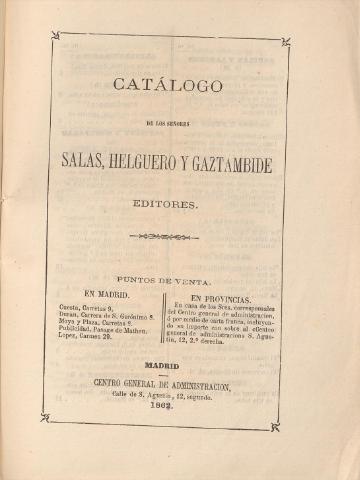 CATÁLOGO
DE LOS SEÑORES
SALAS, HELGUERO Y GAZTAMBIDE
EDITORES.
PUNTOS DE VENTA.
EN MADRID.
Cuesta, Carretas 9.
Duran, Carrera de S. Gerónimo 8.
Moya y Plaza, Carretas 8.
Publicidad, Pasage de Matheu.
Lopez, Carmen 29.
EN PROVINCIAS.
En casa de los Sres. corresponsales
del Centro general de administracion,
ó por medio de carta franca, incluyen-
do su importe con sobre al «Centro
general de administracion» S. Agus-
tin, 12, 2.º derecha.
MADRID
CENTRO GENERAL DE ADMINISTRACION,
Calle de S. Agustin, 12, segundo.
1862.